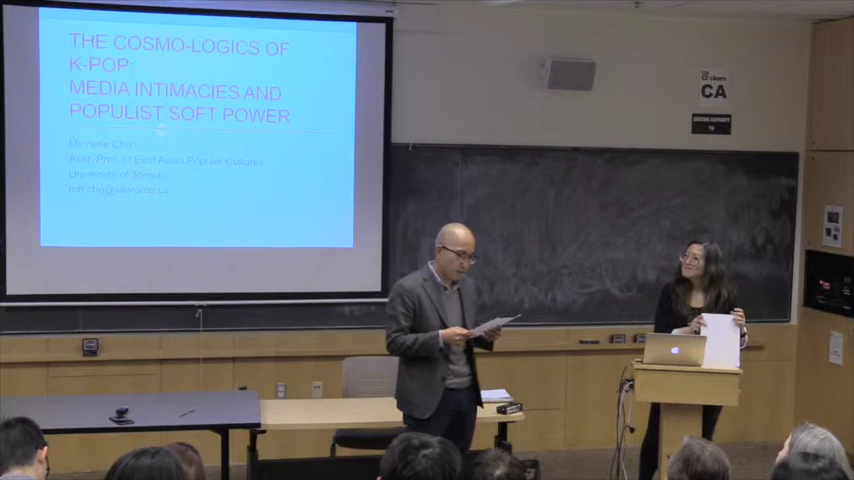 THE COSMO-LOGICS OF
K-POP:
MEDIA INTIMACIES AND
POPULIST SOFT POWER
Michelle Cho
Asst. Prof. of East Asian Popular Cultures
University of Toronto
CA